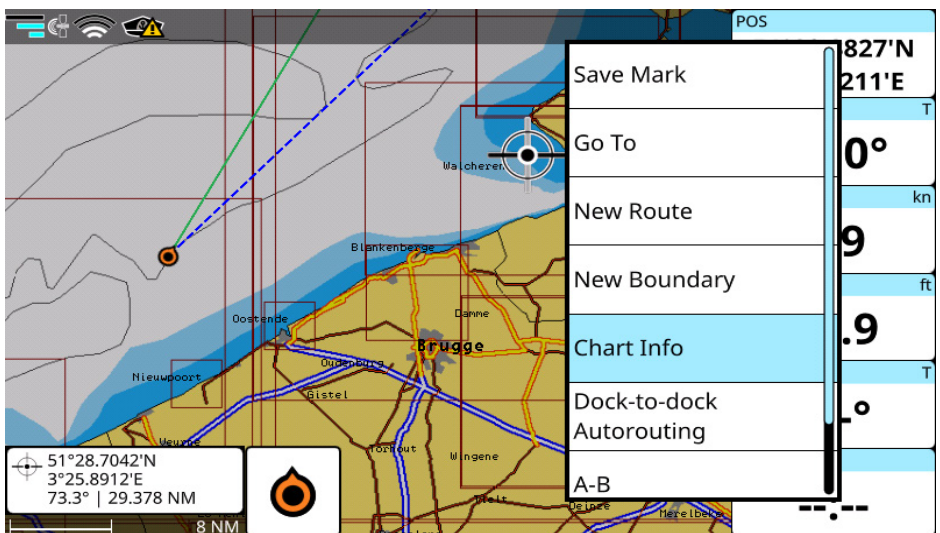 POS
827'N
211'E
T
0°
kn
9
ft
.9
T
-°
--:--
Save Mark
Go To
New Route
New Boundary
Chart Info
Dock-to-dock
Autorouting
A-B
Walcheren
Blankenberge
Oostende
Damme
Brugge
Oudenburg
Nieuwpoort
Gistel
Veurne
Torhout
Wingene
Tielt
Deinze
Merelbeke
51°28.7042'N
3°25.8912'E
73.3° | 29.378 NM
8 NM